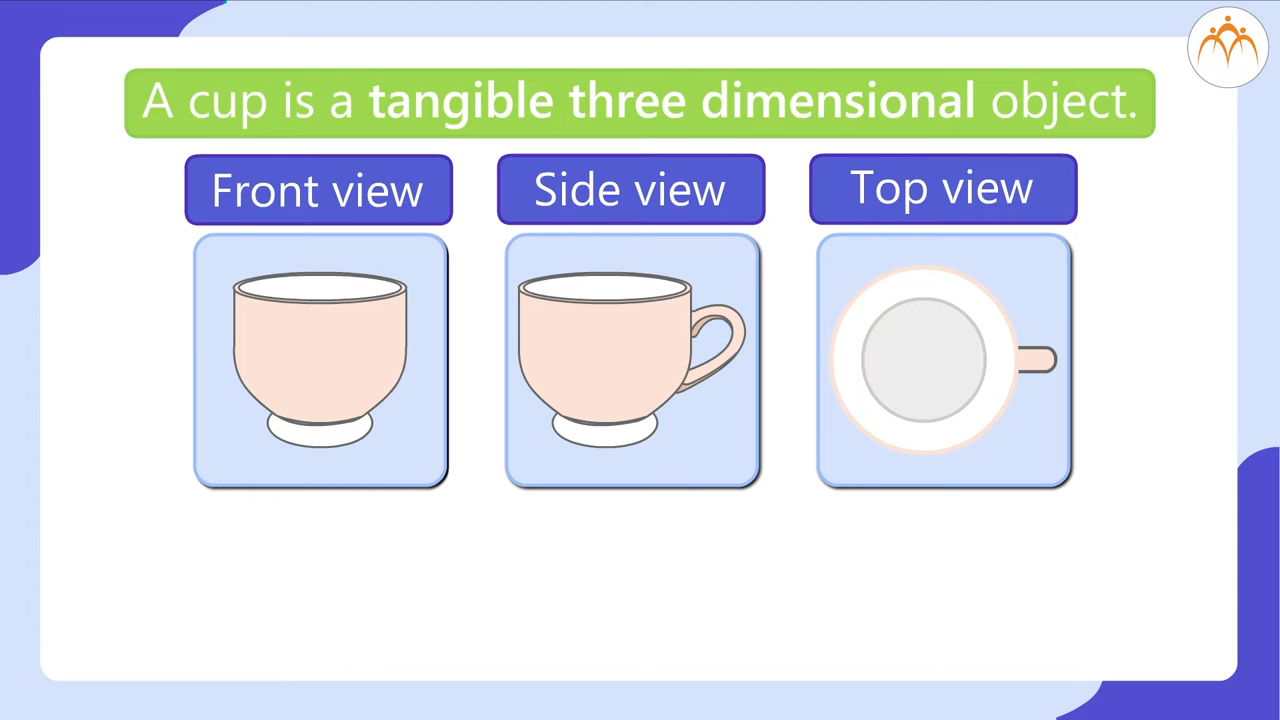 A cup is a tangible three dimensional object.
Front view
Side view
Top view